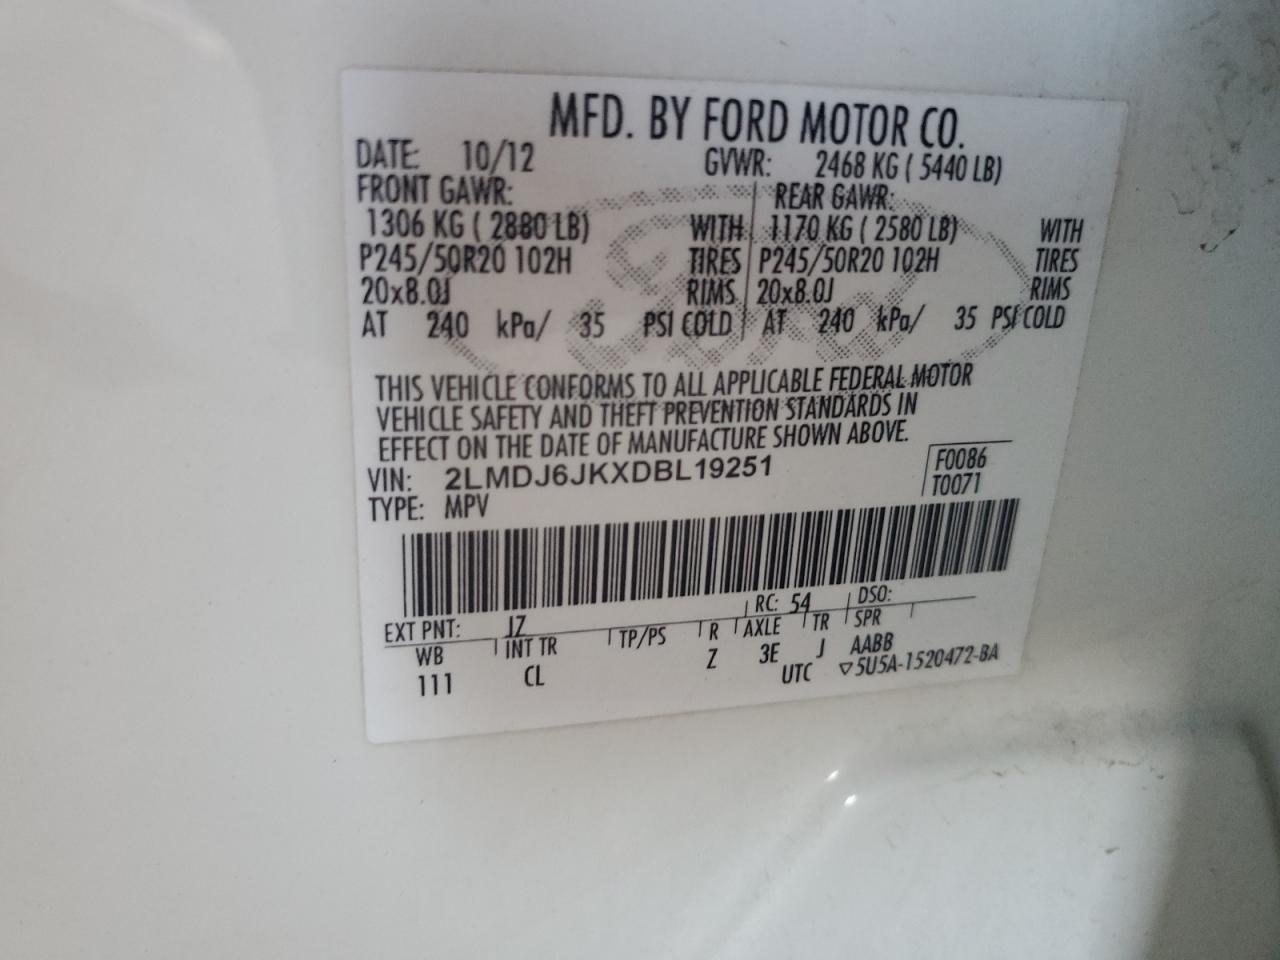 MFD. BY FORD MOTOR CO.
DATE: 10/12 GVWR: 2468 KG ( 5440 LB)
FRONT GAWR: REAR GAWR:
1306 KG ( 2880 LB) WITH 1170 KG ( 2580 LB) WITH
P245/50R20 102H TIRES P245/50R20 102H TIRES
20x8.0J RIMS 20x8.0J RIMS
AT 240 kPa/ 35 PSI COLD AT 240 kPa/ 35 PSI COLD
Ford
THIS VEHICLE CONFORMS TO ALL APPLICABLE FEDERAL MOTOR
VEHICLE SAFETY AND THEFT PREVENTION STANDARDS IN
EFFECT ON THE DATE OF MANUFACTURE SHOWN ABOVE.
VIN: 2LMDJ6JKXDBL19251 F0086
TYPE: MPV T0071
EXT PNT: JZ RC: 54 DSO:
WB INT TR TP/PS R AXLE TR SPR
111 CL Z 3E J AABB
UTC ▽5U5A-1520472-BA